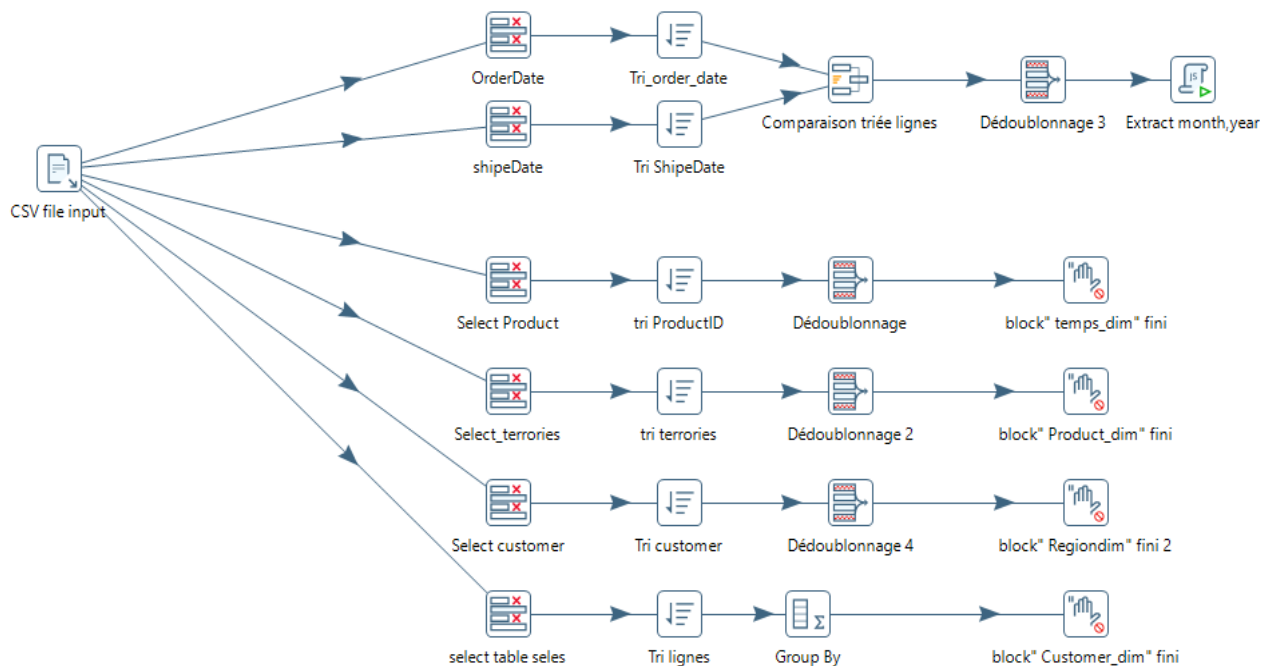 OrderDate
Tri_order_date
Comparaison triée lignes
Dédoublonnage 3
JS
Extract month,year
shipeDate
Tri ShipeDate
CSV file input
Select Product
tri ProductID
Dédoublonnage
block" temps_dim" fini
Select_terrories
tri terrories
Dédoublonnage 2
block" Product_dim" fini
Select customer
Tri customer
Dédoublonnage 4
block" Regiondim" fini 2
select table seles
Tri lignes
Group By
block" Customer_dim" fini